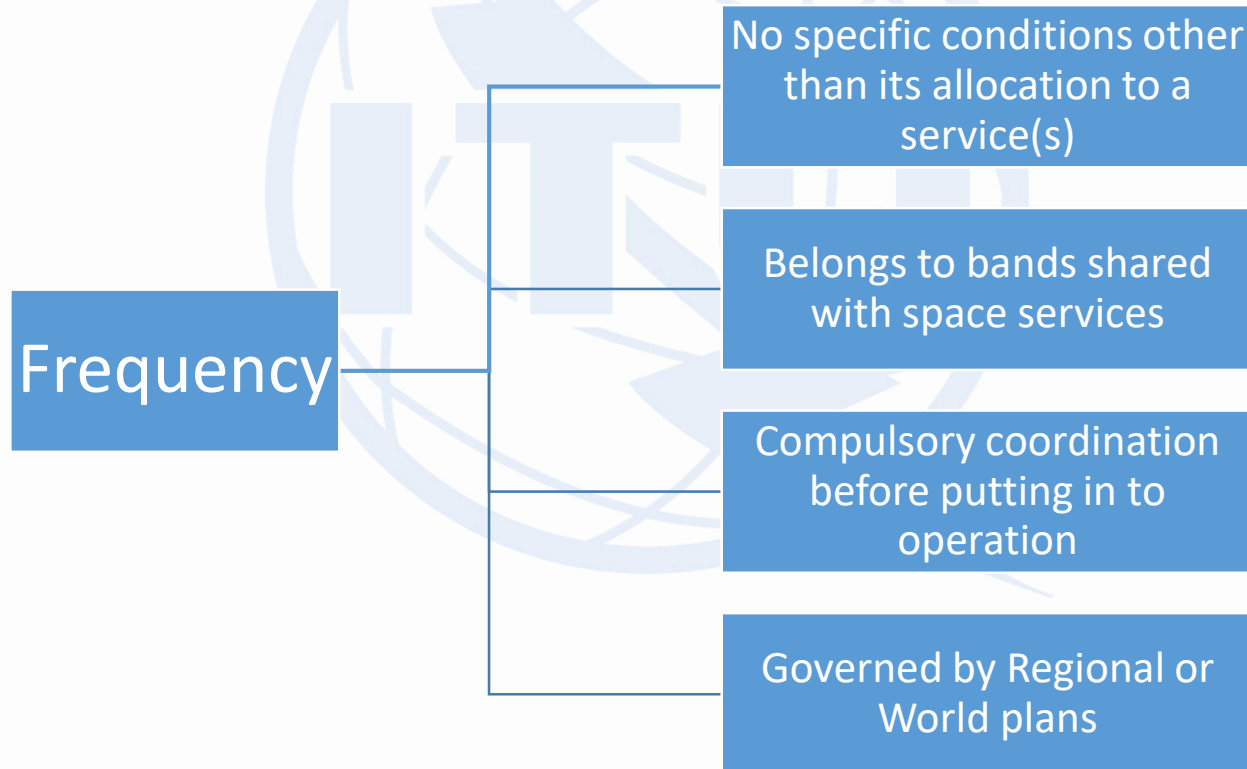 No specific conditions other
than its allocation to a
service(s)
Belongs to bands shared
with space services
Frequency
Compulsory coordination
before putting in to
operation
Governed by Regional or
World plans